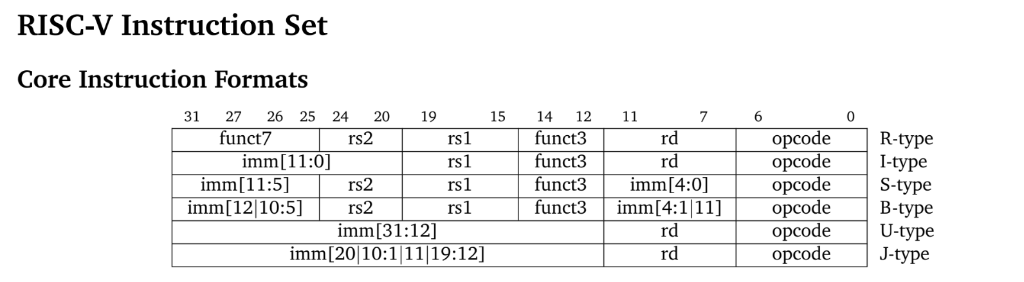 RISC-V Instruction Set
Core Instruction Formats
31 27 26 25 24 20 19 15 14 12 11 7 6 0
funct7 rs2 rs1 funct3 rd opcode R-type
imm[11:0] rs1 funct3 rd opcode I-type
imm[11:5] rs2 rs1 funct3 imm[4:0] opcode S-type
imm[12|10:5] rs2 rs1 funct3 imm[4:1|11] opcode B-type
imm[31:12] rd opcode U-type
imm[20|10:1|11|19:12] rd opcode J-type